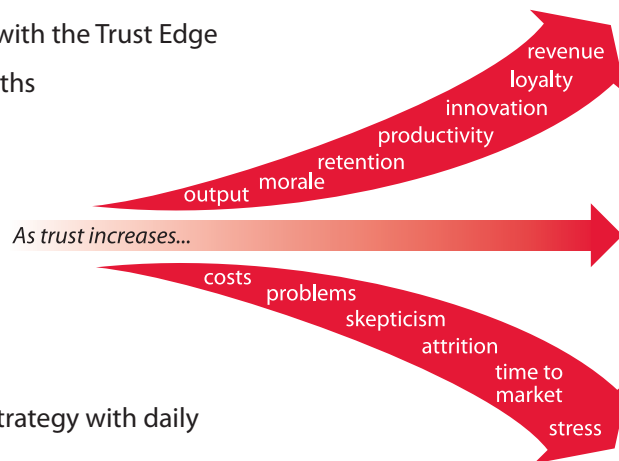 with the Trust Edge
ths
revenue
loyalty
innovation
productivity
retention
morale
output
As trust increases...
costs
problems
skepticism
attrition
time to
market
stress
trategy with daily